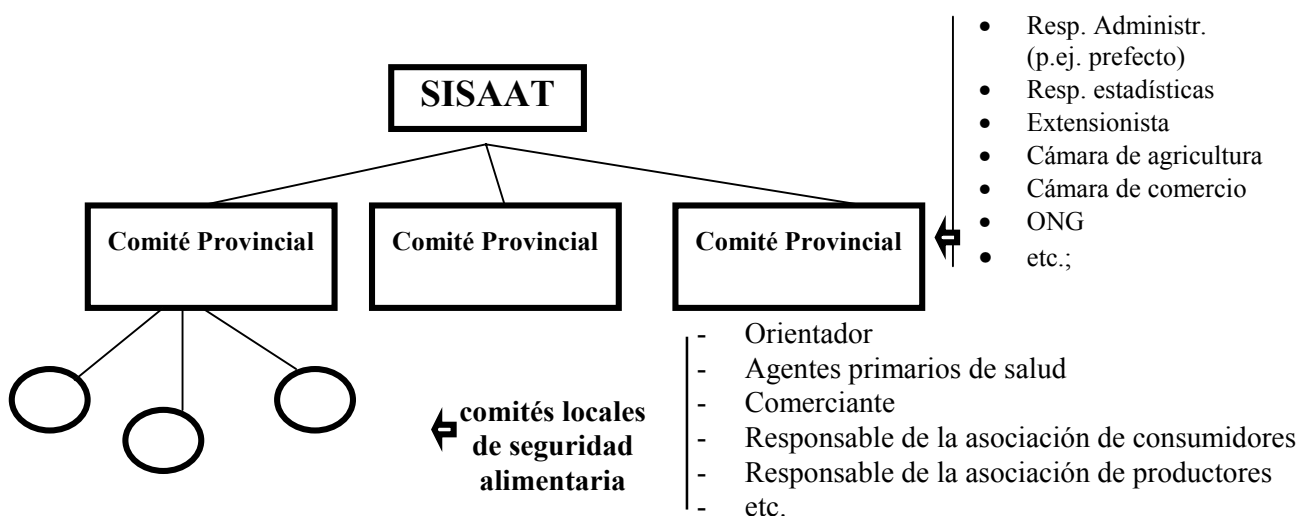 SISAAT
Comité Provincial
Comité Provincial
Comité Provincial
• Resp. Administr.
(p.ej. prefecto)
• Resp. estadísticas
• Extensionista
• Cámara de agricultura
• Cámara de comercio
• ONG
• etc.;
comités locales
de seguridad
alimentaria
- Orientador
- Agentes primarios de salud
- Comerciante
- Responsable de la asociación de consumidores
- Responsable de la asociación de productores
- etc.